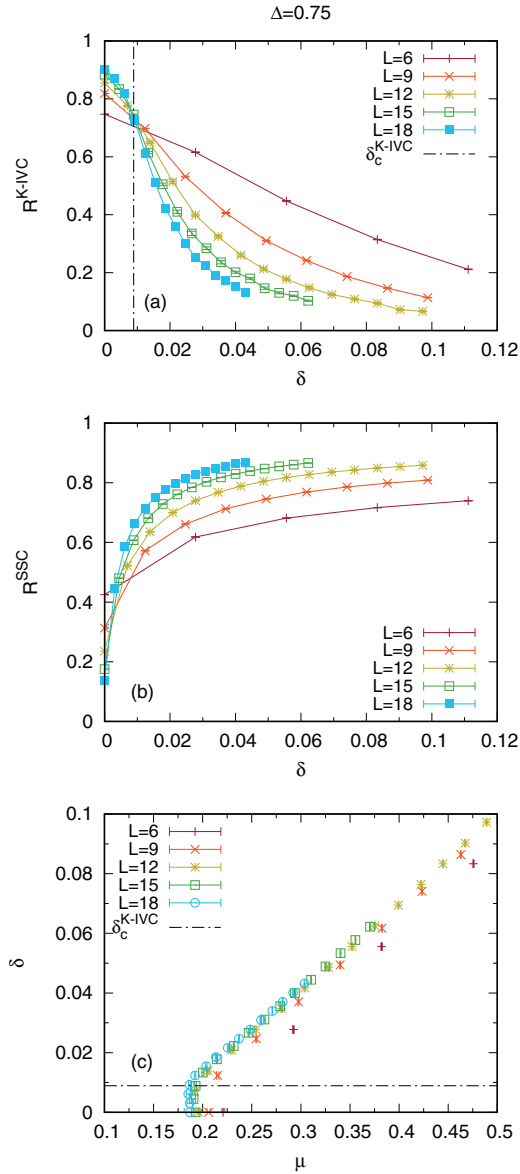 Δ=0.75
1
0.8
0.6
0.4
0.2
0
R^K-IVC
L=6
L=9
L=12
L=15
L=18
δ_c^K-IVC
(a)
0 0.02 0.04 0.06 0.08 0.1 0.12
δ
1
0.8
0.6
0.4
0.2
0
R^SSC
L=6
L=9
L=12
L=15
L=18
(b)
0 0.02 0.04 0.06 0.08 0.1 0.12
δ
0.1
0.08
0.06
0.04
0.02
0
δ
L=6
L=9
L=12
L=15
L=18
δ_c^K-IVC
(c)
0.1 0.15 0.2 0.25 0.3 0.35 0.4 0.45 0.5
μ